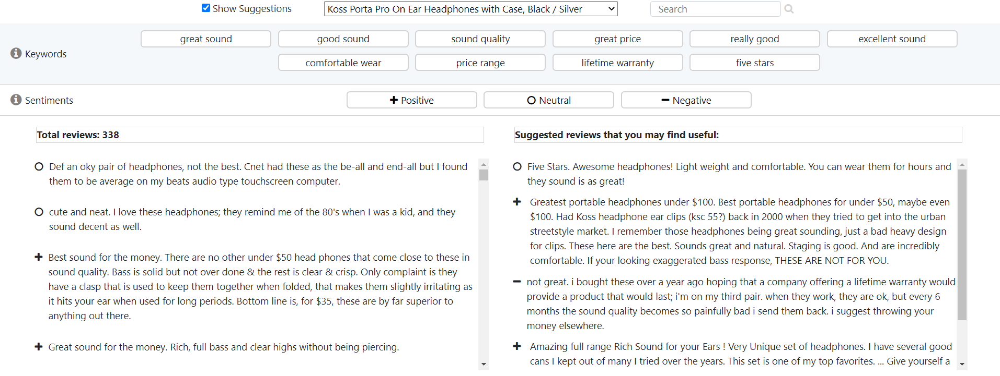 Show Suggestions
Koss Porta Pro On Ear Headphones with Case, Black / Silver
Search
Keywords
great sound
good sound
sound quality
great price
really good
excellent sound
comfortable wear
price range
lifetime warranty
five stars
Sentiments
Positive
Neutral
Negative
Total reviews: 338
Def an oky pair of headphones, not the best. Cnet had these as the be-all and end-all but I found
them to be average on my beats audio type touchscreen computer.
cute and neat. I love these headphones; they remind me of the 80's when I was a kid, and they
sound decent as well.
Best sound for the money. There are no other under $50 head phones that come close to these in
sound quality. Bass is solid but not over done & the rest is clear & crisp. Only complaint is they
have a clasp that is used to keep them together when folded, that makes them slightly irritating as
it hits your ear when used for long periods. Bottom line is, for $35, these are by far superior to
anything out there.
Great sound for the money. Rich, full bass and clear highs without being piercing.
Suggested reviews that you may find useful:
Five Stars. Awesome headphones! Light weight and comfortable. You can wear them for hours and
they sound is as great!
Greatest portable headphones under $100. Best portable headphones for under $50, maybe even
$100. Had Koss headphone ear clips (ksc 55?) back in 2000 when they tried to get into the urban
streetstyle market. I remember those headphones being great sounding, just a bad heavy design
for clips. These here are the best. Sounds great and natural. Staging is good. And are incredibly
comfortable. If your looking exaggerated bass response, THESE ARE NOT FOR YOU.
not great. i bought these over a year ago hoping that a company offering a lifetime warranty would
provide a product that would last; i'm on my third pair. when they work, they are ok, but every 6
months the sound quality becomes so painfully bad i send them back. i suggest throwing your
money elsewhere.
Amazing full range Rich Sound for your Ears ! Very Unique set of headphones. I have several good
cans I kept out of many I tried over the years. This set is one of my top favorites. ... Give yourself a